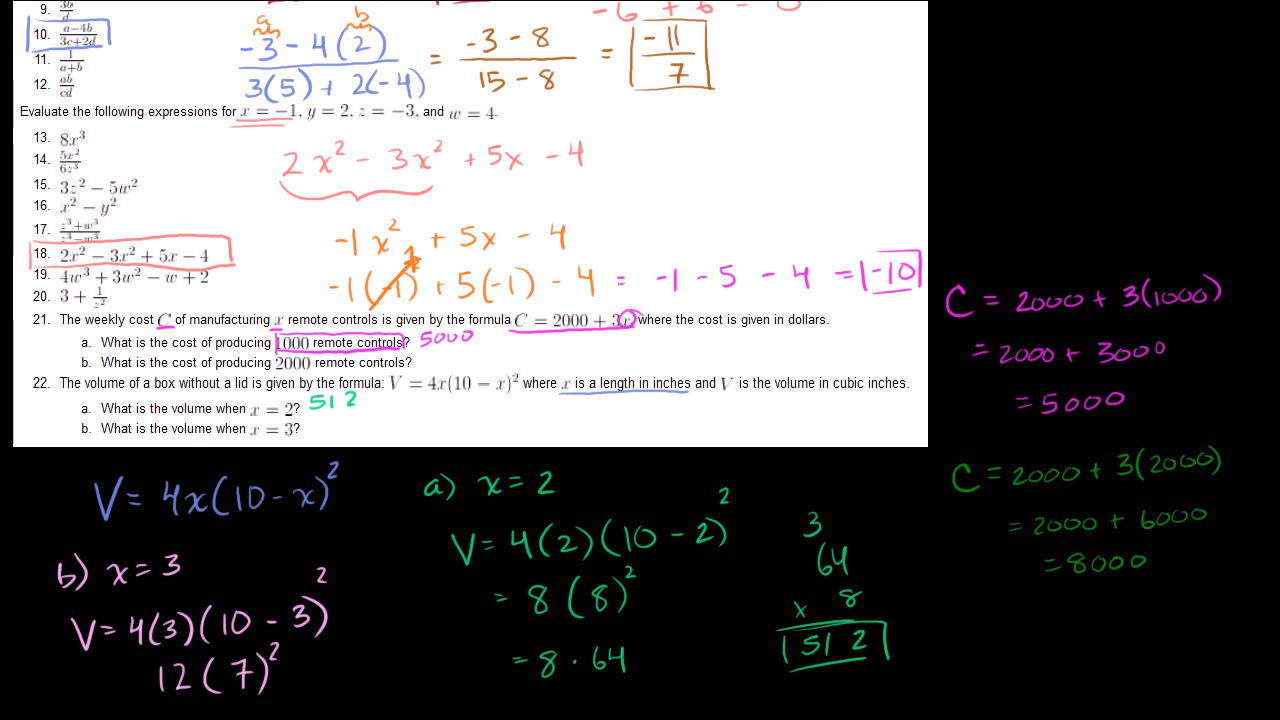 9. 3b/d
-6 + 6 - 0
10. a−4b/3c+2d
11. 1/a+b
12. ab/cd
a b
-3 - 4(2) / 3(5) + 2(-4) = -3 - 8 / 15 - 8 = -11/7
Evaluate the following expressions for x = −1, y = 2, z = −3, and w = 4.
13. 8x³
14. 5x²/6z³
15. 3z² − 5w²
16. x² − y²
17. z³+w³/z³−w³
18. 2x² − 3x² + 5x − 4
19. 4w³ + 3w² − w + 2
20. 3 + 1/z²
2x² - 3x² + 5x - 4
-1x² + 5x - 4
-1(-1) 1 + 5(-1) - 4 = -1 - 5 - 4 = -10
21. The weekly cost C of manufacturing x remote controls is given by the formula C = 2000 + 3x, where the cost is given in dollars.
a. What is the cost of producing 1000 remote controls? 5000
b. What is the cost of producing 2000 remote controls?
22. The volume of a box without a lid is given by the formula: V = 4x(10 − x)² where x is a length in inches and V is the volume in cubic inches.
a. What is the volume when x = 2? 512
b. What is the volume when x = 3?
C = 2000 + 3(1000)
= 2000 + 3000
= 5000
C = 2000 + 3(2000)
= 2000 + 6000
= 8000
V = 4x(10 - x)²
b) x = 3
V = 4(3)(10 - 3)²
12(7)²
a) x = 2
V = 4(2)(10 - 2)²
= 8(8)²
= 8 · 64
3
64
x 8
512